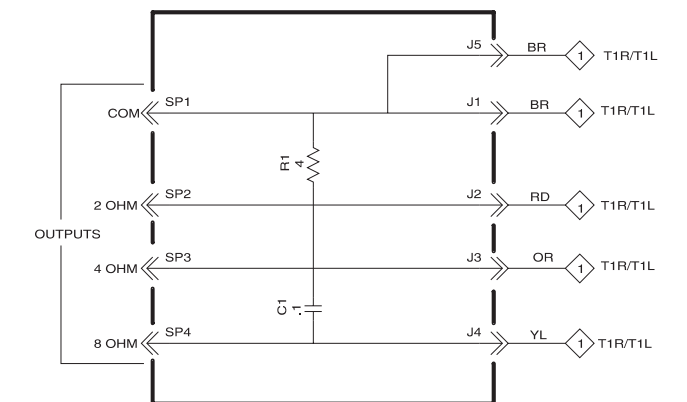 J5 BR 1 T1R/T1L
COM SP1 J1 BR 1 T1R/T1L
R1
4
2 OHM SP2 J2 RD 1 T1R/T1L
OUTPUTS
4 OHM SP3 J3 OR 1 T1R/T1L
C1
.1
8 OHM SP4 J4 YL 1 T1R/T1L